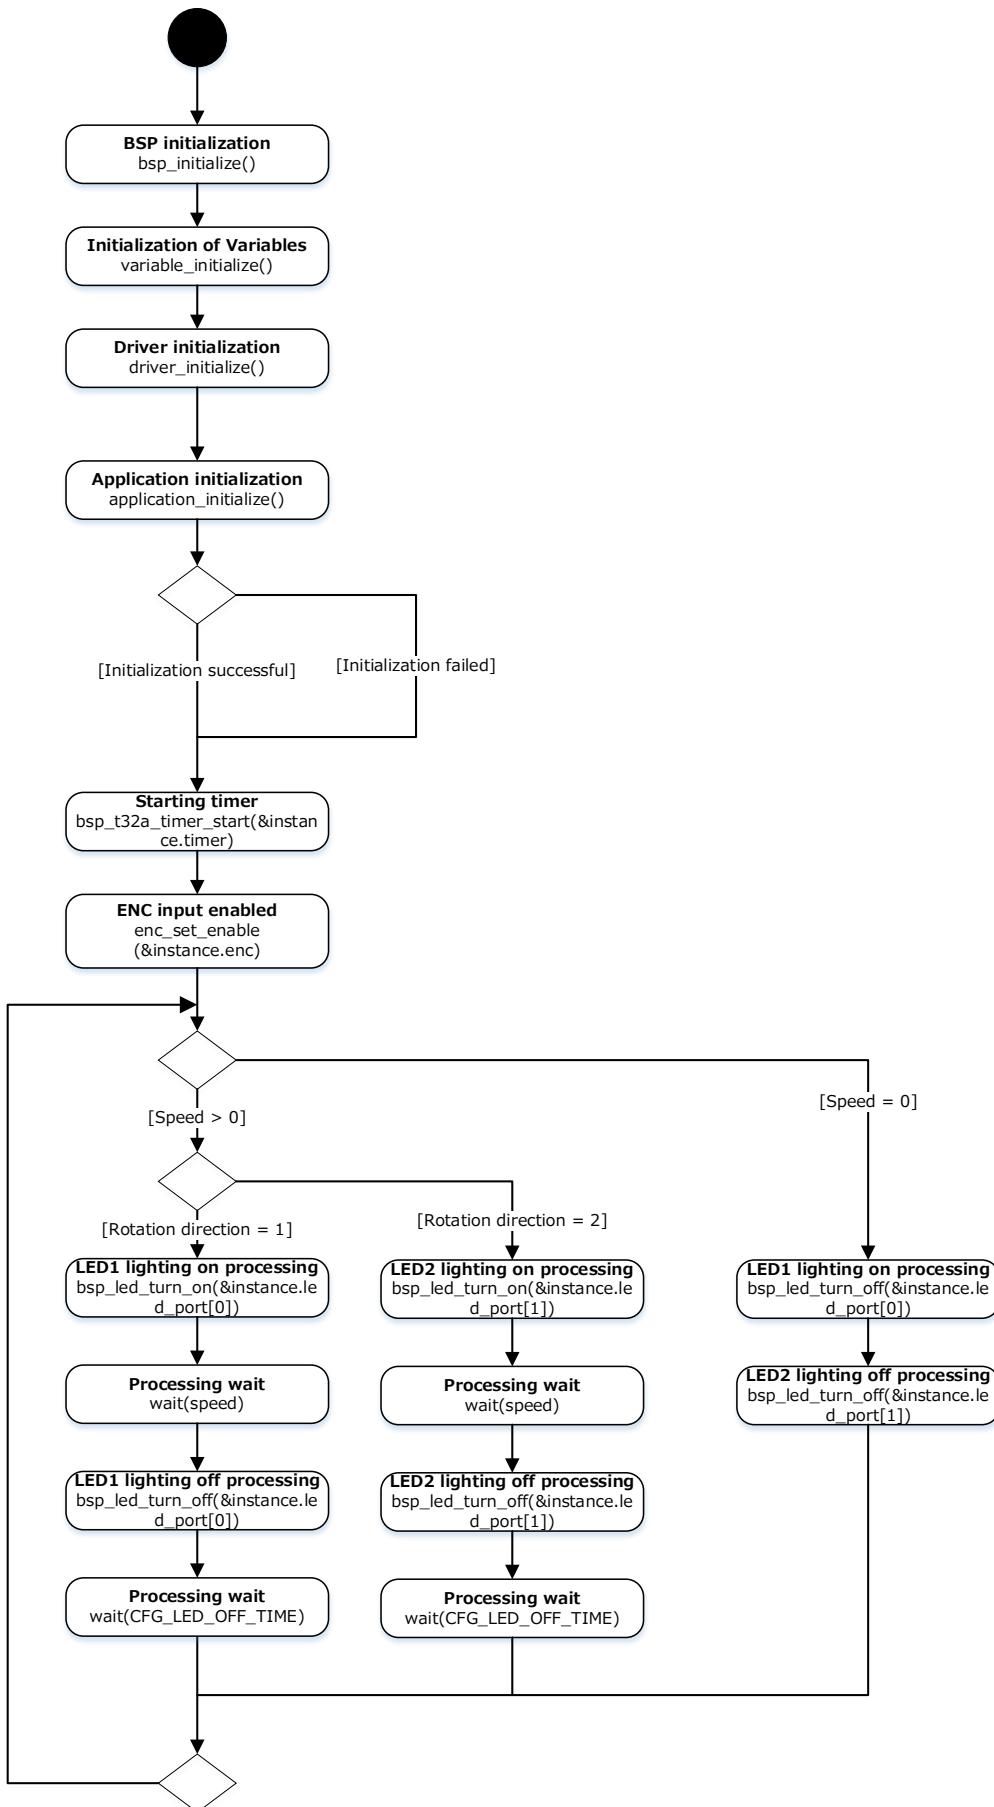 BSP initialization
bsp_initialize()
Initialization of Variables
variable_initialize()
Driver initialization
driver_initialize()
Application initialization
application_initialize()
[Initialization successful]
[Initialization failed]
Starting timer
bsp_t32a_timer_start(&instan
ce.timer)
ENC input enabled
enc_set_enable
(&instance.enc)
[Speed > 0]
[Speed = 0]
[Rotation direction = 1]
[Rotation direction = 2]
LED1 lighting on processing
bsp_led_turn_on(&instance.le
d_port[0])
Processing wait
wait(speed)
LED1 lighting off processing
bsp_led_turn_off(&instance.le
d_port[0])
Processing wait
wait(CFG_LED_OFF_TIME)
LED2 lighting on processing
bsp_led_turn_on(&instance.le
d_port[1])
Processing wait
wait(speed)
LED2 lighting off processing
bsp_led_turn_off(&instance.le
d_port[1])
Processing wait
wait(CFG_LED_OFF_TIME)
LED1 lighting on processing
bsp_led_turn_off(&instance.le
d_port[0])
LED2 lighting off processing
bsp_led_turn_off(&instance.le
d_port[1])